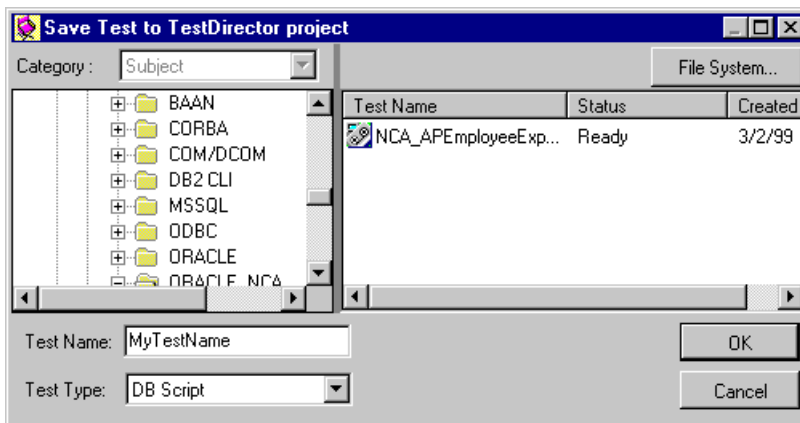 Save Test to TestDirector project
Category : Subject
File System...
BAAN
CORBA
COM/DCOM
DB2 CLI
MSSQL
ODBC
ORACLE
ORACLE_NCA
Test Name Status Created
NCA_APEmployeeExp... Ready 3/2/99
Test Name: MyTestName
OK
Test Type: DB Script
Cancel